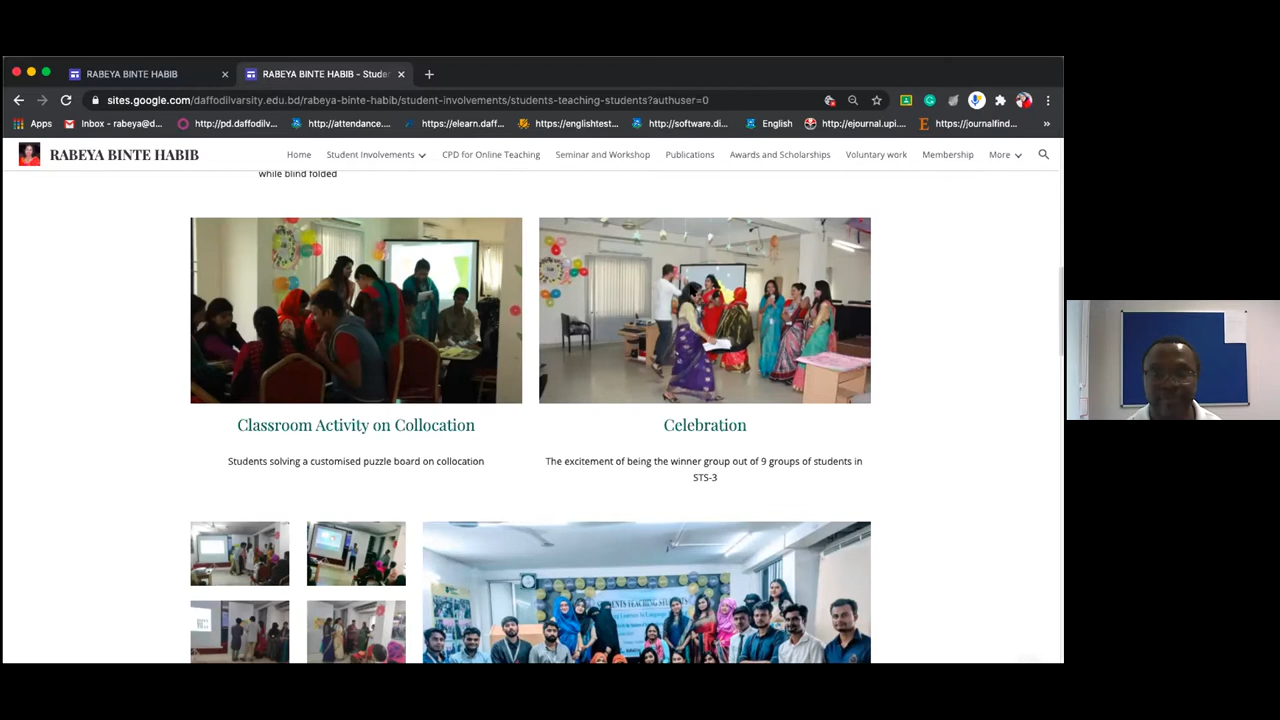 RABEYA BINTE HABIB
RABEYA BINTE HABIB - Stude
sites.google.com/daffodilvarsity.edu.bd/rabeya-binte-habib/student-involvements/students-teaching-students?authuser=0
Apps
Inbox - rabeya@d...
http://pd.daffodilv...
http://attendance....
https://elearn.daff...
https://englishtest...
http://software.di...
English
http://ejournal.upi....
https://journalfind...
»
RABEYA BINTE HABIB
Home
Student Involvements
CPD for Online Teaching
Seminar and Workshop
Publications
Awards and Scholarships
Voluntary work
Membership
More
while blind folded
Classroom Activity on Collocation
Students solving a customised puzzle board on collocation
Celebration
The excitement of being the winner group out of 9 groups of students in
STS-3
STUDENTS TEACHING STUDENTS